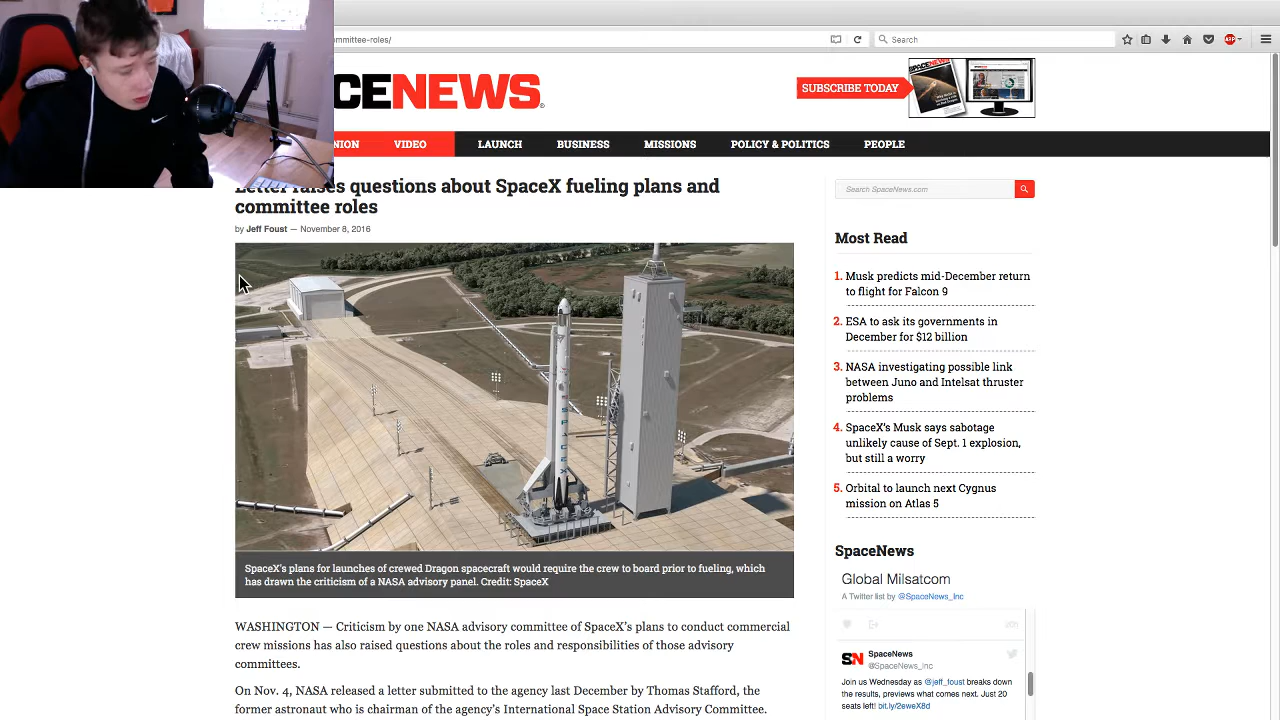 mmittee-roles/
Search
CENEWS
SUBSCRIBE TODAY
NION
VIDEO
LAUNCH
BUSINESS
MISSIONS
POLICY & POLITICS
PEOPLE
Letter raises questions about SpaceX fueling plans and
committee roles
by Jeff Foust — November 8, 2016
SpaceX's plans for launches of crewed Dragon spacecraft would require the crew to board prior to fueling, which
has drawn the criticism of a NASA advisory panel. Credit: SpaceX
WASHINGTON — Criticism by one NASA advisory committee of SpaceX's plans to conduct commercial
crew missions has also raised questions about the roles and responsibilities of those advisory
committees.
On Nov. 4, NASA released a letter submitted to the agency last December by Thomas Stafford, the
former astronaut who is chairman of the agency's International Space Station Advisory Committee.
Search SpaceNews.com
Most Read
1. Musk predicts mid-December return
to flight for Falcon 9
2. ESA to ask its governments in
December for $12 billion
3. NASA investigating possible link
between Juno and Intelsat thruster
problems
4. SpaceX's Musk says sabotage
unlikely cause of Sept. 1 explosion,
but still a worry
5. Orbital to launch next Cygnus
mission on Atlas 5
SpaceNews
Global Milsatcom
A Twitter list by @SpaceNews_Inc
SN
SpaceNews
@SpaceNews_Inc
Join us Wednesday as @jeff_foust breaks down
the results, previews what comes next. Just 20
seats left! bit.ly/2eweX8d